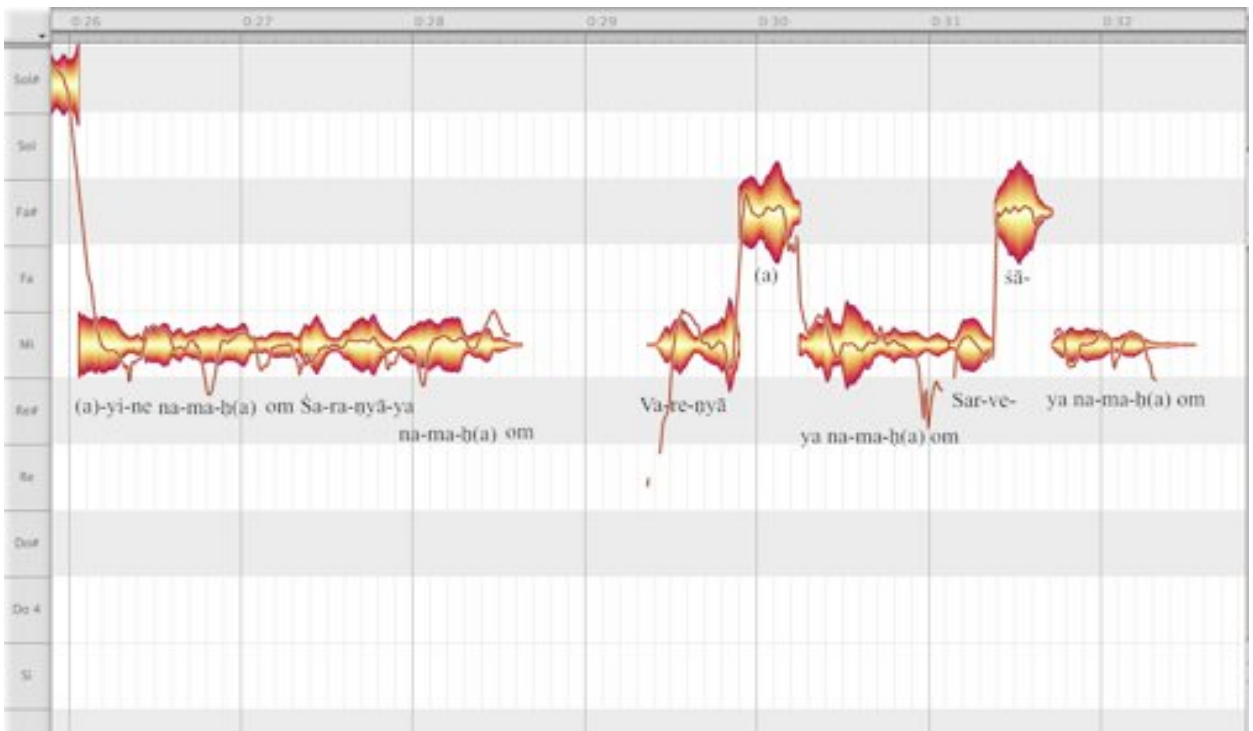 0:26 0:27 0:28 0:29 0:30 0:31 0:32
Sol#
Sol
Fa#
Fa
(a) śā-
Mi
Re#
(a)-yi-ne na-ma-ḥ(a) om Śa-ra-ṇyā-ya Va-re-ṇyā Sar-ve- ya na-ma-ḥ(a) om
na-ma-ḥ(a) om ya na-ma-ḥ(a) om
Re
Do#
Do 4
Si